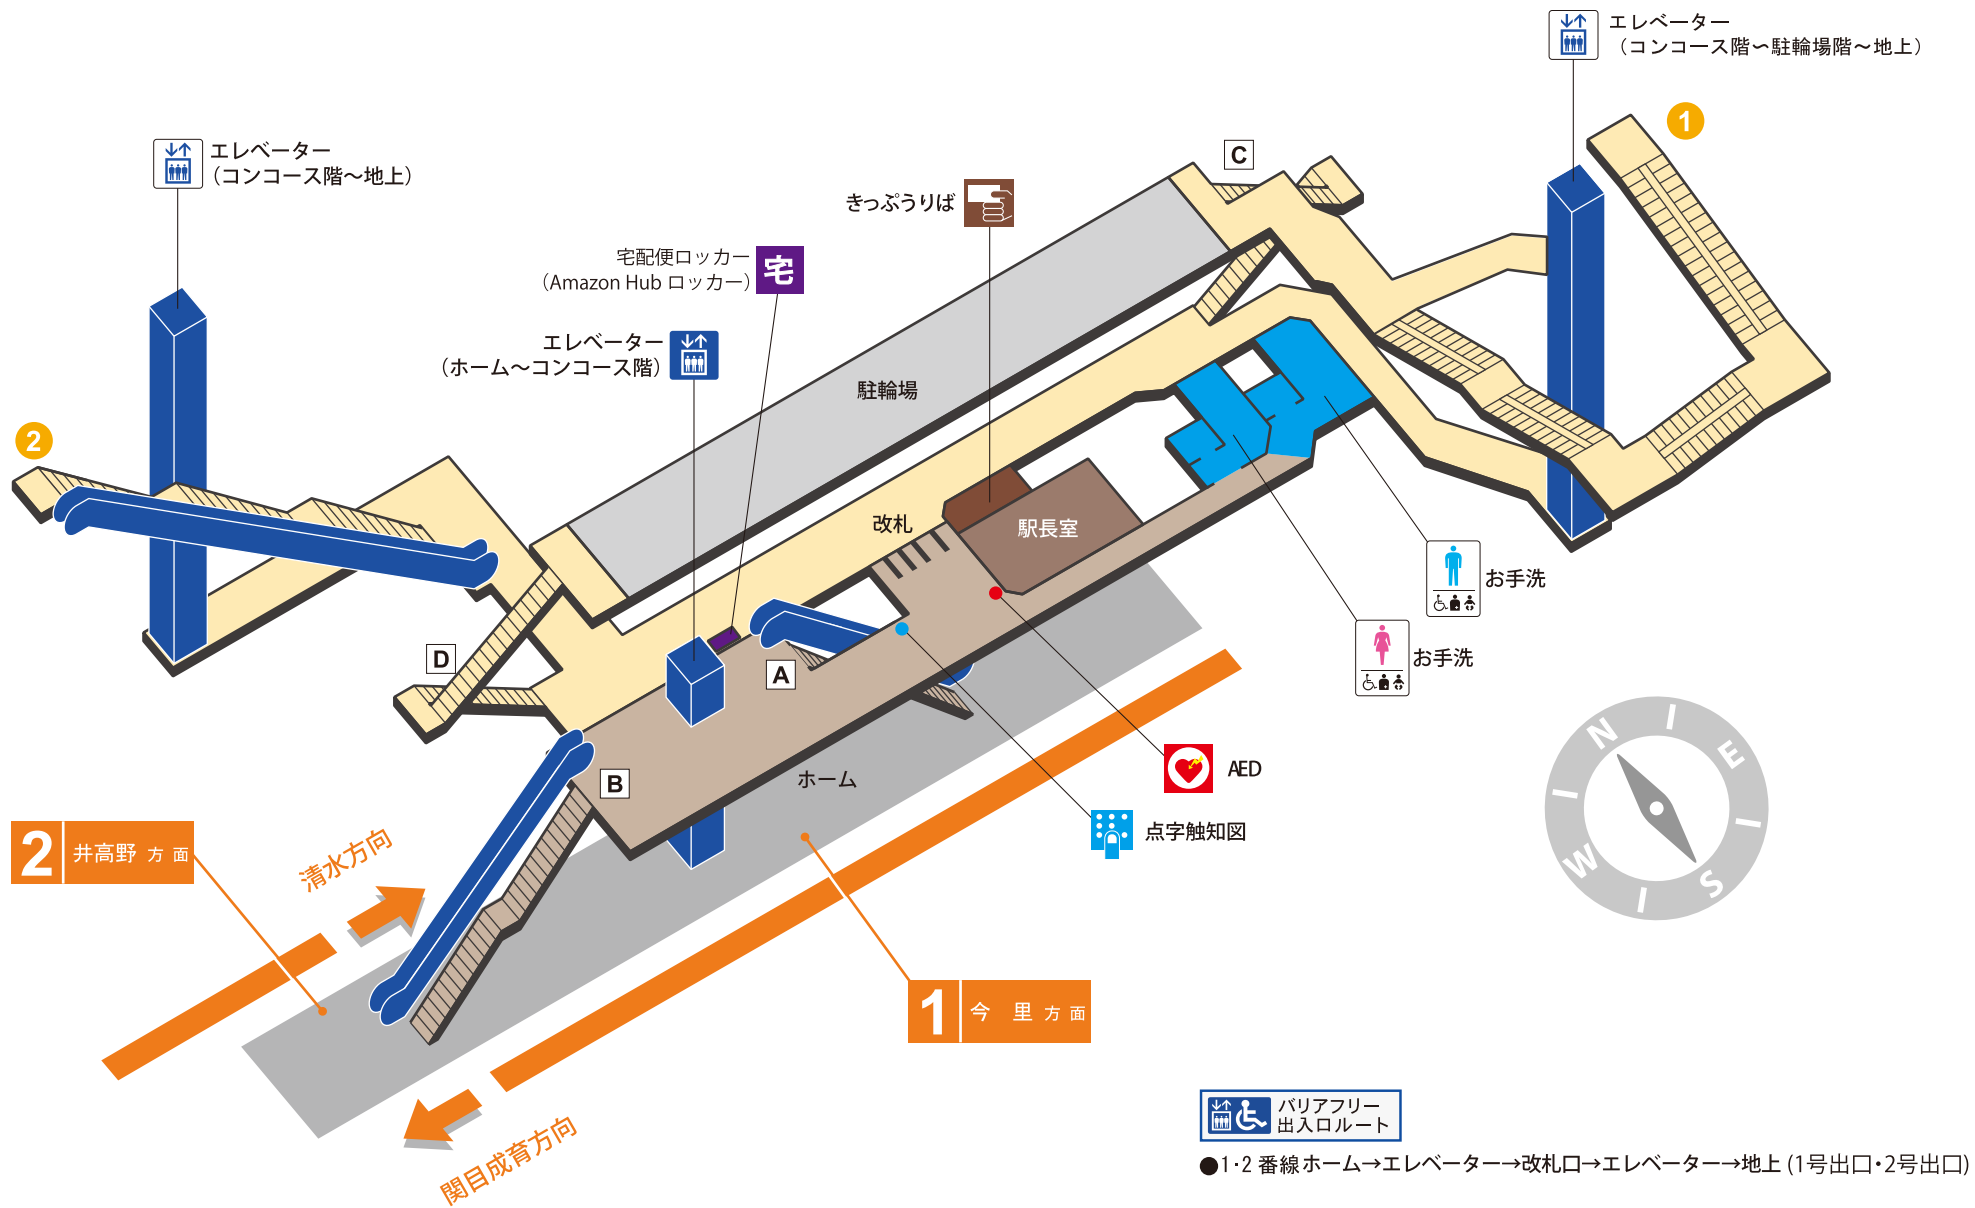 エレベーター
（コンコース階～駐輪場階～地上）
1
C
エレベーター
（コンコース階～地上）
きっぷうりば
宅配便ロッカー
（Amazon Hub ロッカー）
宅
エレベーター
（ホーム～コンコース階）
駐輪場
2
改札
駅長室
お手洗
お手洗
D
A
B
ホーム
AED
点字触知図
2 井高野 方面
清水方向
1 今 里 方面
関目成育方向
N
E
S
W
バリアフリー
出入口ルート
●1・2 番線ホーム→エレベーター→改札口→エレベーター→地上 (1号出口・2号出口)